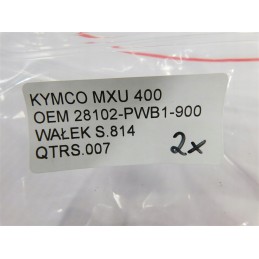 KYMCO MXU 400
OEM 28102-PWB1-900
WAŁEK S.814
QTRS.007 2x